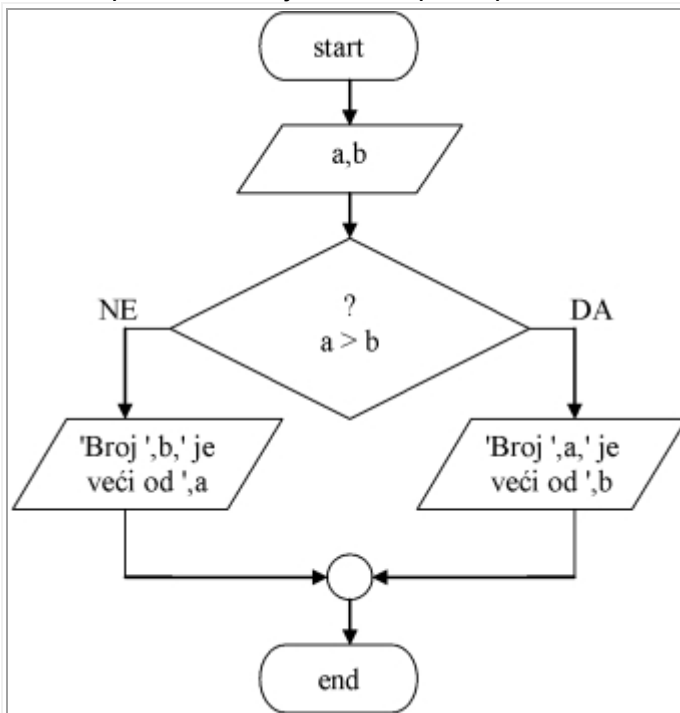 start
a,b
NE
DA
?
a > b
'Broj ',b,' je
veći od ',a
'Broj ',a,' je
veći od ',b
end